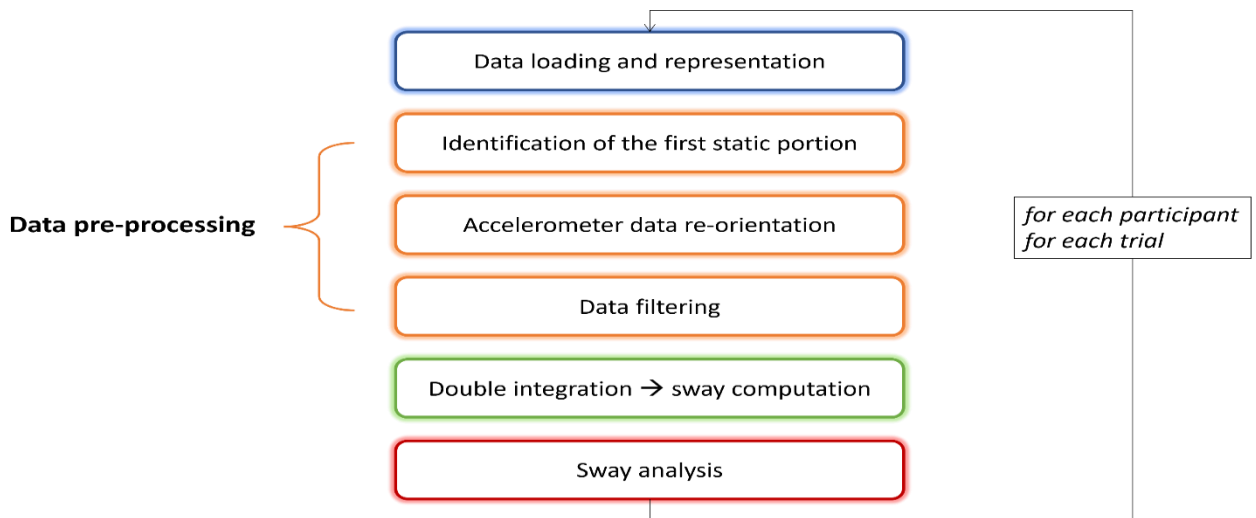 Data loading and representation
Identification of the first static portion
Data pre-processing
Accelerometer data re-orientation
for each participant
for each trial
Data filtering
Double integration → sway computation
Sway analysis